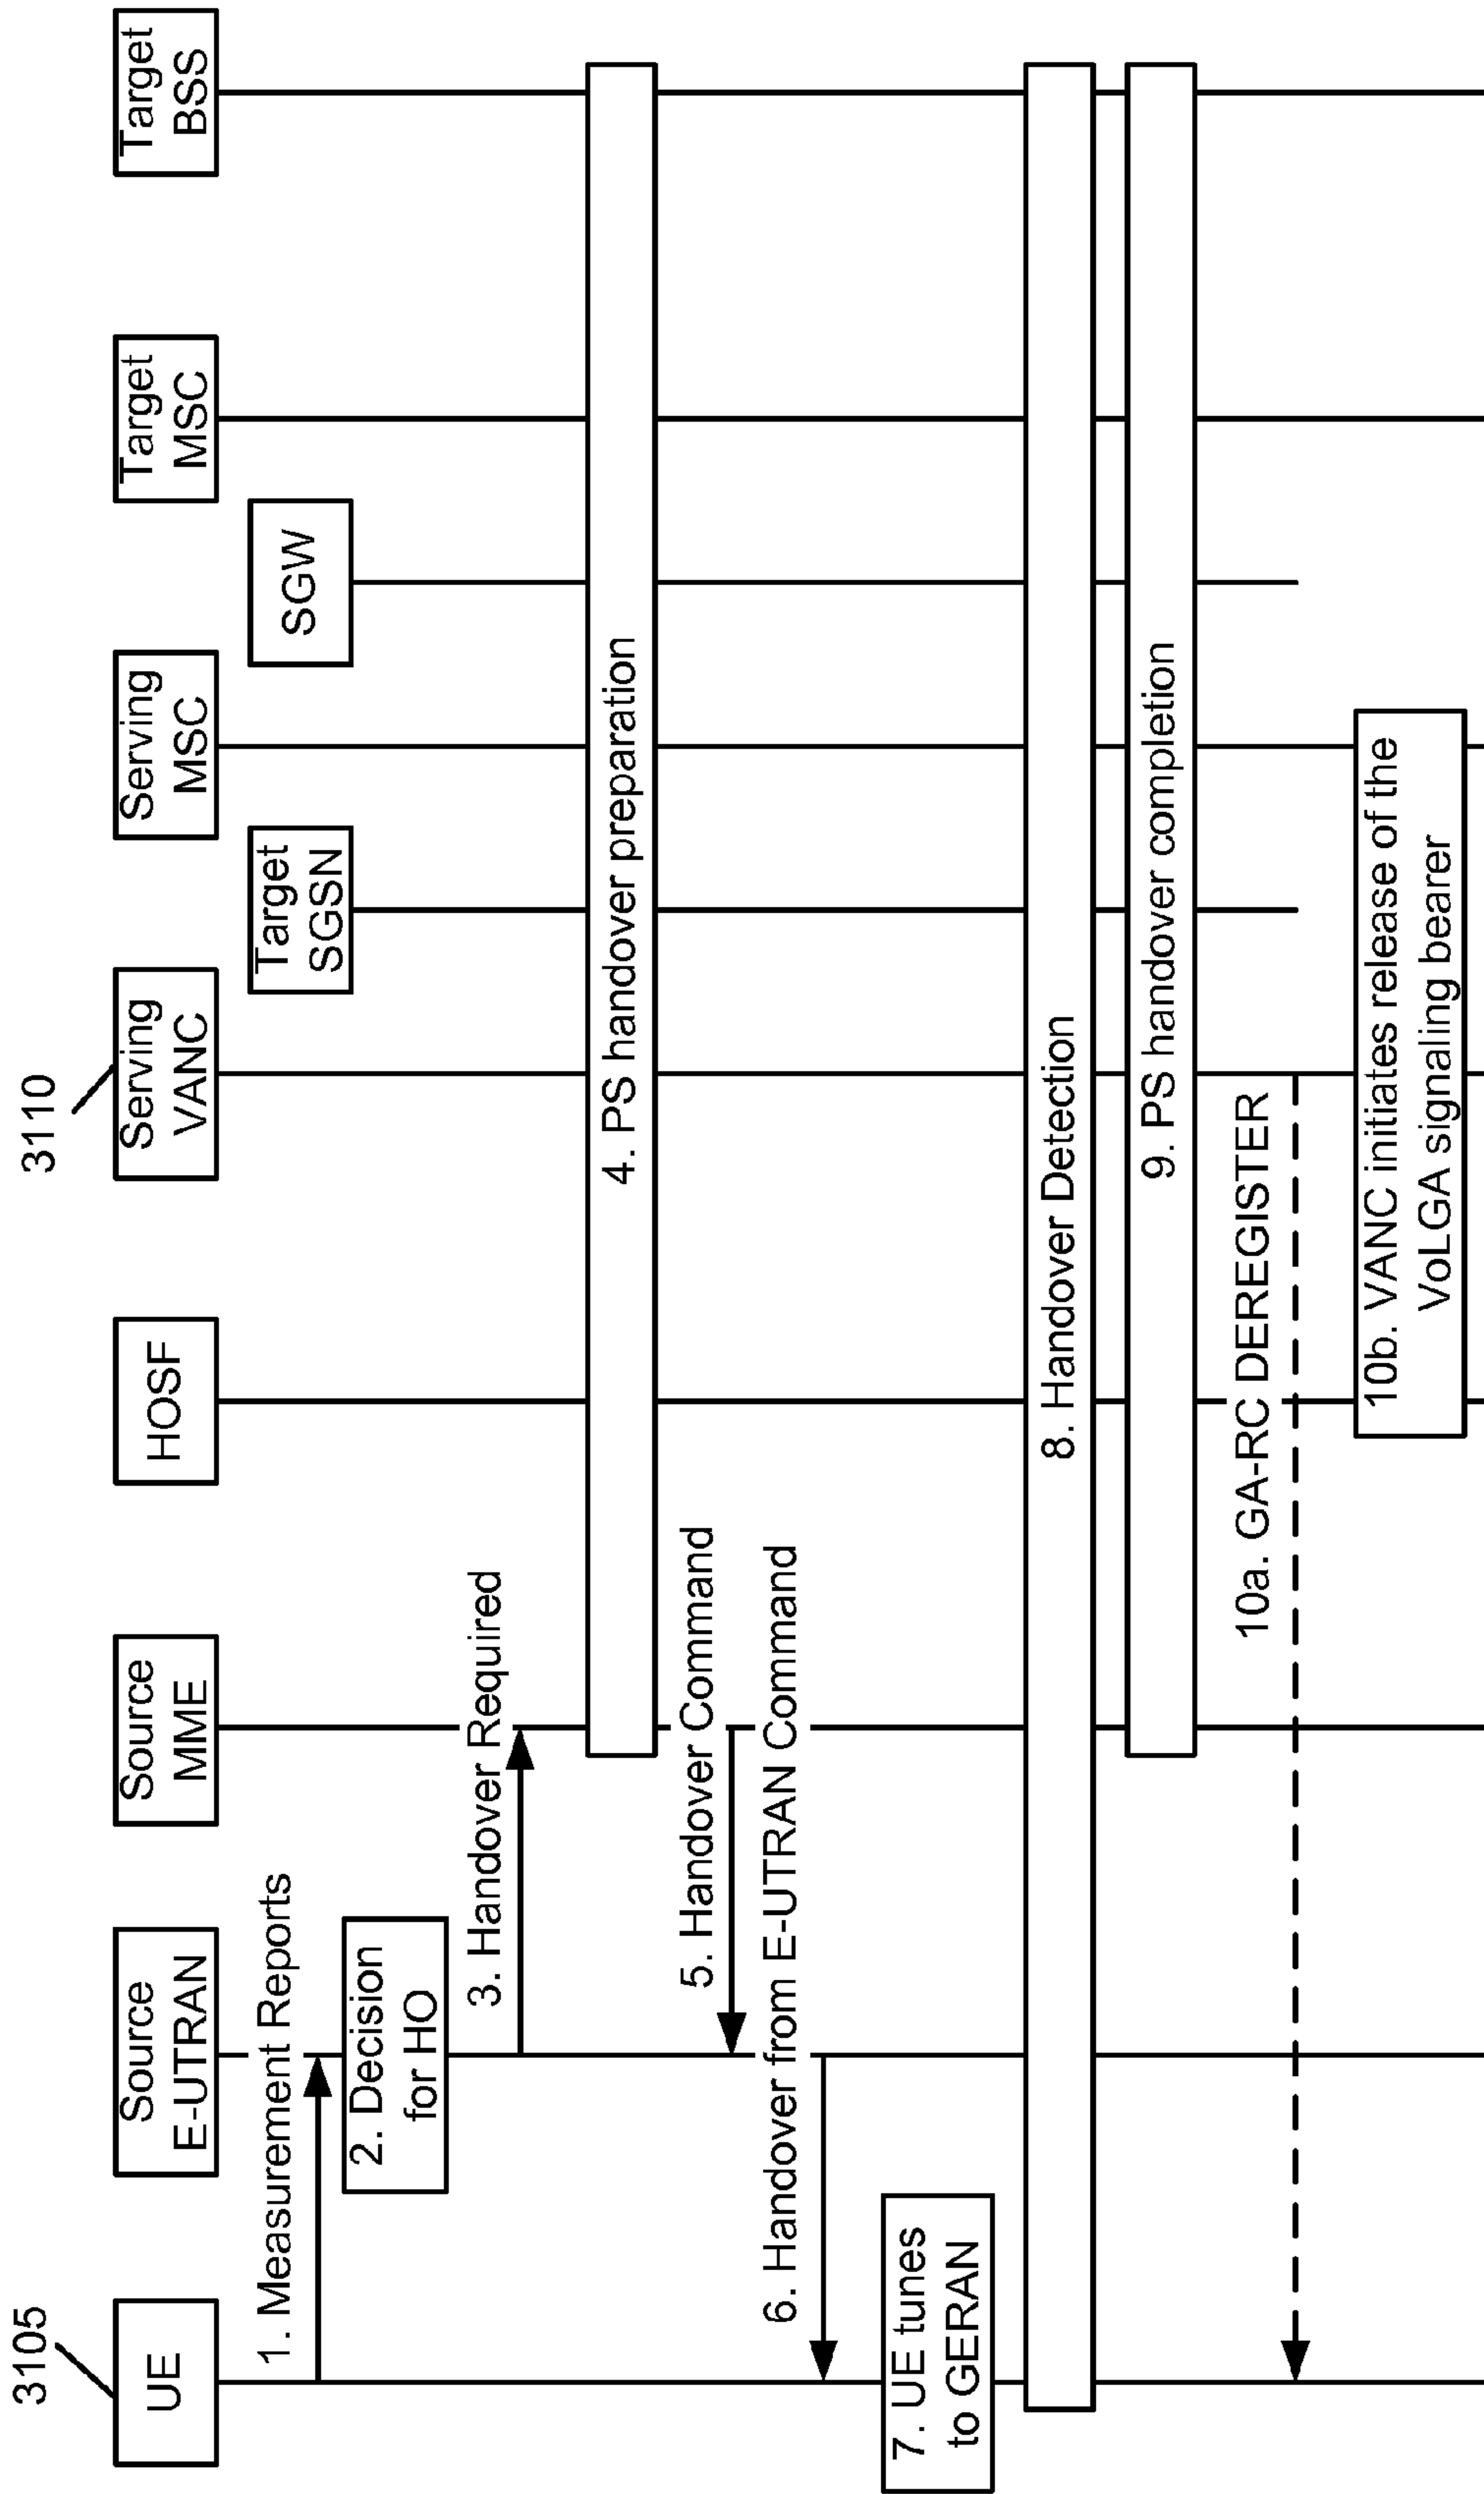 3105
3110
UE
Source
E-UTRAN
Source
MME
HOSF
Serving
VANC
Serving
MSC
Target
MSC
Target
BSS
Target
SGSN
SGW
1. Measurement Reports
2. Decision
for HO
3. Handover Required
4. PS handover preparation
5. Handover Command
6. Handover from E-UTRAN Command
7. UE tunes
to GERAN
8. Handover Detection
9. PS handover completion
10a. GA-RC DEREGISTER
10b. VANC initiates release of the
VoLGA signaling bearer